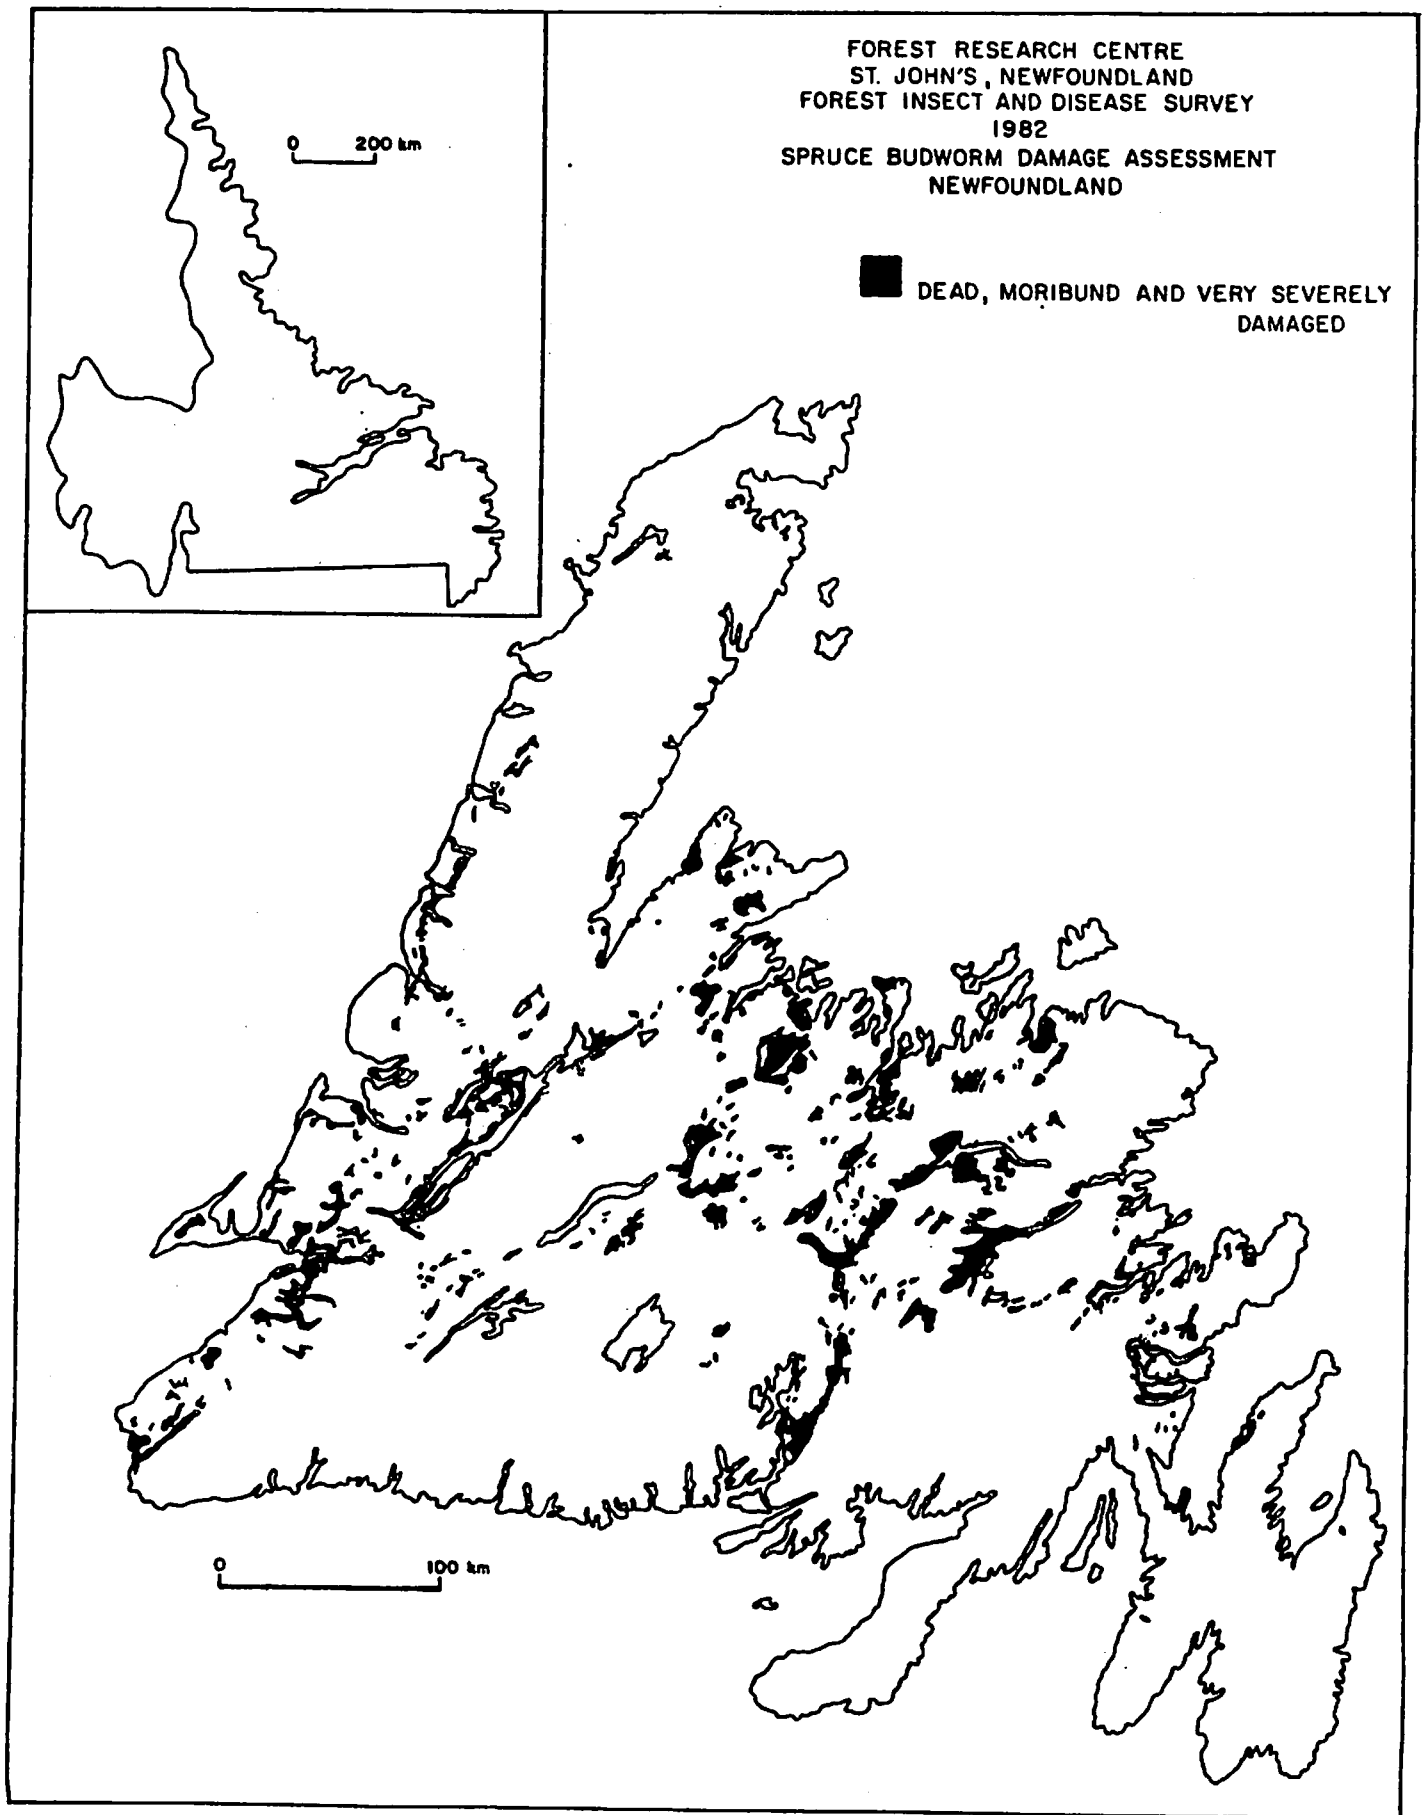 FOREST RESEARCH CENTRE
ST. JOHN'S, NEWFOUNDLAND
FOREST INSECT AND DISEASE SURVEY
1982
SPRUCE BUDWORM DAMAGE ASSESSMENT
NEWFOUNDLAND
0 200 km
DEAD, MORIBUND AND VERY SEVERELY
DAMAGED
0 100 km